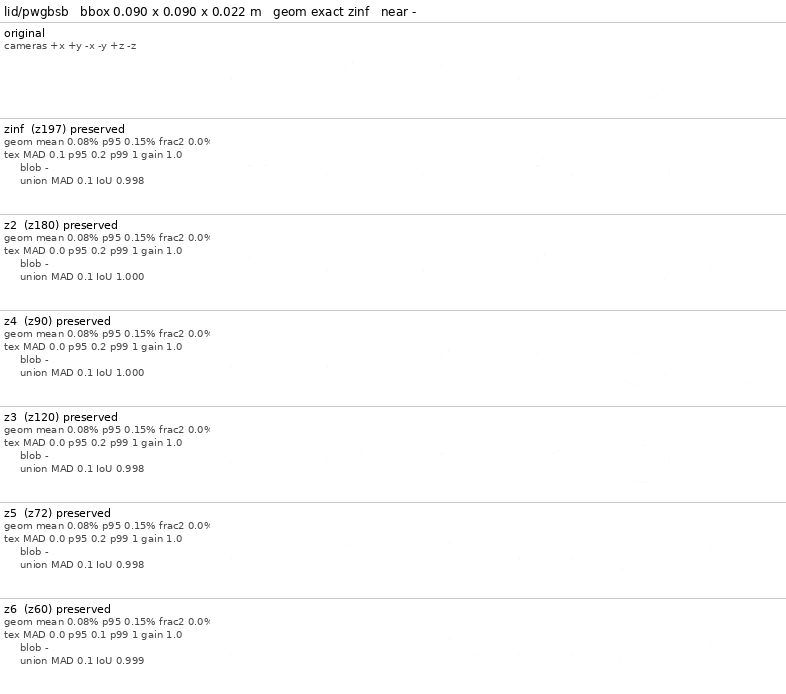 lid/pwgbsb   bbox 0.090 x 0.090 x 0.022 m   geom exact zinf   near -
original
cameras +x +y -x -y +z -z
zinf  (z197) preserved
geom mean 0.08% p95 0.15% frac2 0.0%
tex MAD 0.1 p95 0.2 p99 1 gain 1.0
blob -
union MAD 0.1 IoU 0.998
z2  (z180) preserved
geom mean 0.08% p95 0.15% frac2 0.0%
tex MAD 0.0 p95 0.2 p99 1 gain 1.0
blob -
union MAD 0.1 IoU 1.000
z4  (z90) preserved
geom mean 0.08% p95 0.15% frac2 0.0%
tex MAD 0.0 p95 0.2 p99 1 gain 1.0
blob -
union MAD 0.1 IoU 1.000
z3  (z120) preserved
geom mean 0.08% p95 0.15% frac2 0.0%
tex MAD 0.0 p95 0.2 p99 1 gain 1.0
blob -
union MAD 0.1 IoU 0.998
z5  (z72) preserved
geom mean 0.08% p95 0.15% frac2 0.0%
tex MAD 0.0 p95 0.2 p99 1 gain 1.0
blob -
union MAD 0.1 IoU 0.998
z6  (z60) preserved
geom mean 0.08% p95 0.15% frac2 0.0%
tex MAD 0.0 p95 0.1 p99 1 gain 1.0
blob -
union MAD 0.1 IoU 0.999